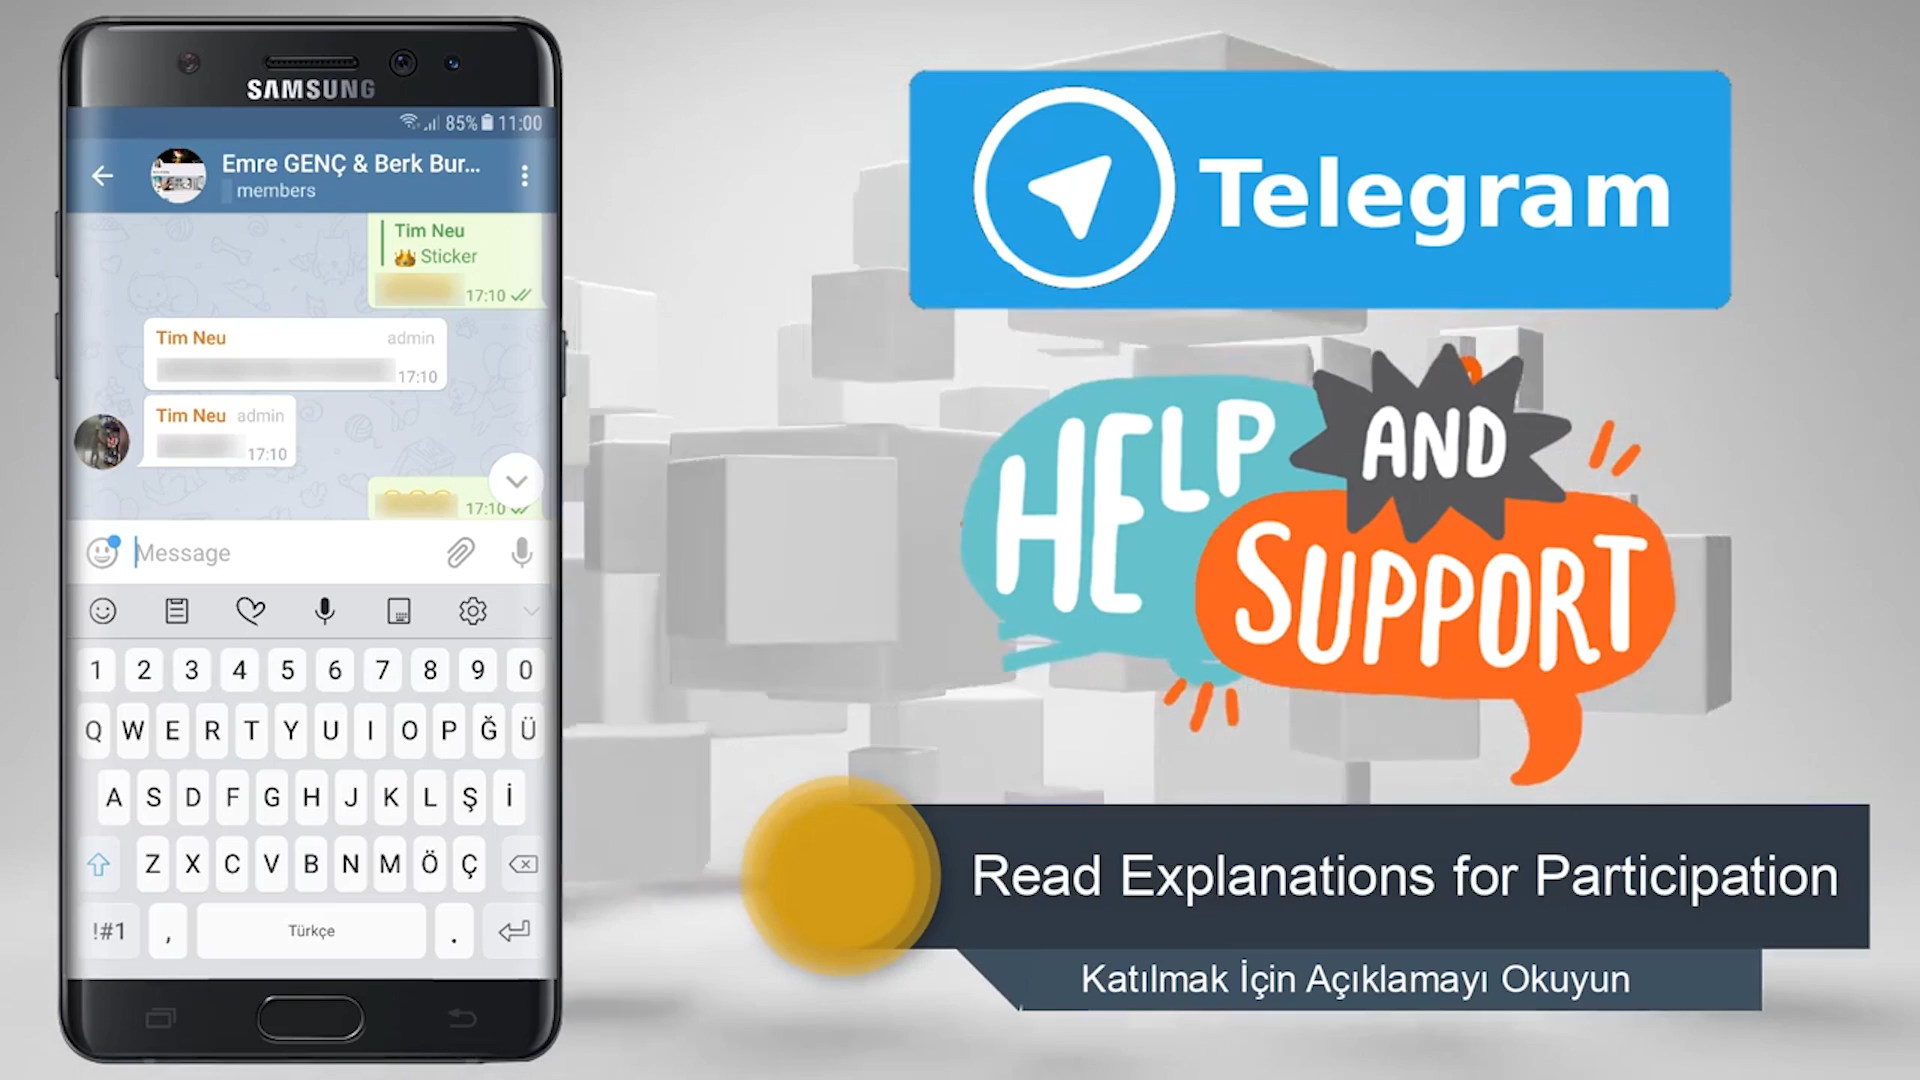 SAMSUNG
85% 11:00
Emre GENÇ & Berk Bur...
members
Tim Neu
Sticker
17:10
Tim Neu admin
17:10
Tim Neu admin
17:10
17:10
Message
1 2 3 4 5 6 7 8 9 0
Q W E R T Y U I O P Ğ Ü
A S D F G H J K L Ş İ
Z X C V B N M Ö Ç
!#1 , Türkçe .
Telegram
HELP
AND
SUPPORT
Read Explanations for Participation
Katılmak İçin Açıklamayı Okuyun